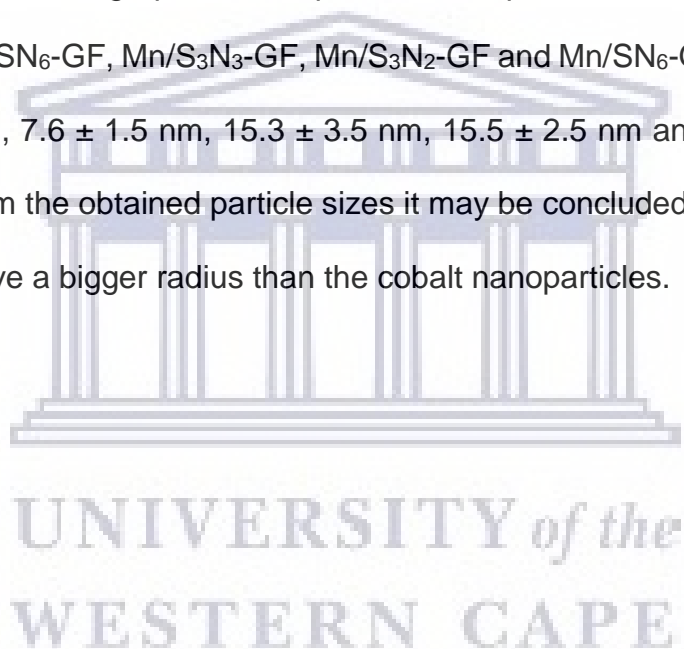 SN₆-GF, Mn/S₃N₃-GF, Mn/S₃N₂-GF and Mn/SN₆-
, 7.6 ± 1.5 nm, 15.3 ± 3.5 nm, 15.5 ± 2.5 nm an
m the obtained particle sizes it may be concluded
ve a bigger radius than the cobalt nanoparticles.
UNIVERSITY of the
WESTERN CAPE